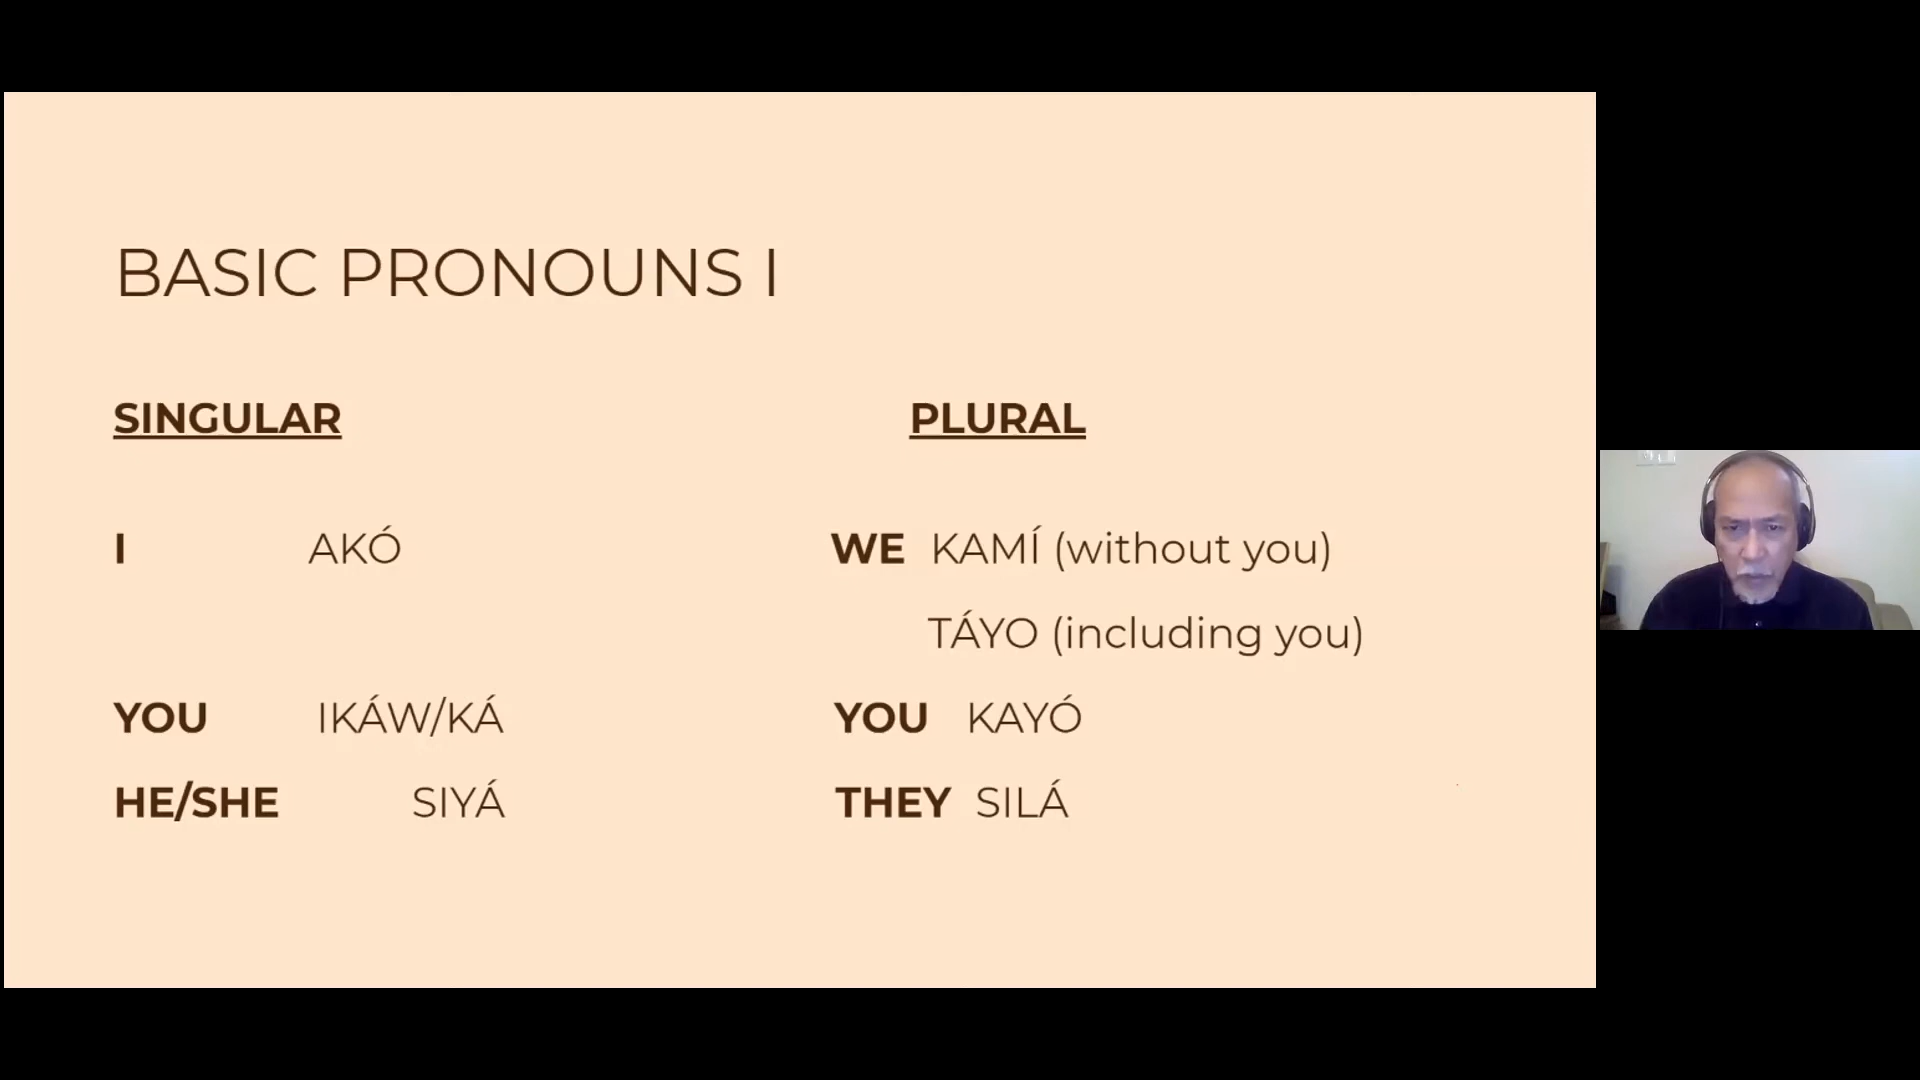 BASIC PRONOUNS I
SINGULAR PLURAL
I AKÓ WE KAMÍ (without you)
TÁYO (including you)
YOU IKÁW/KÁ YOU KAYÓ
HE/SHE SIYÁ THEY SILÁ